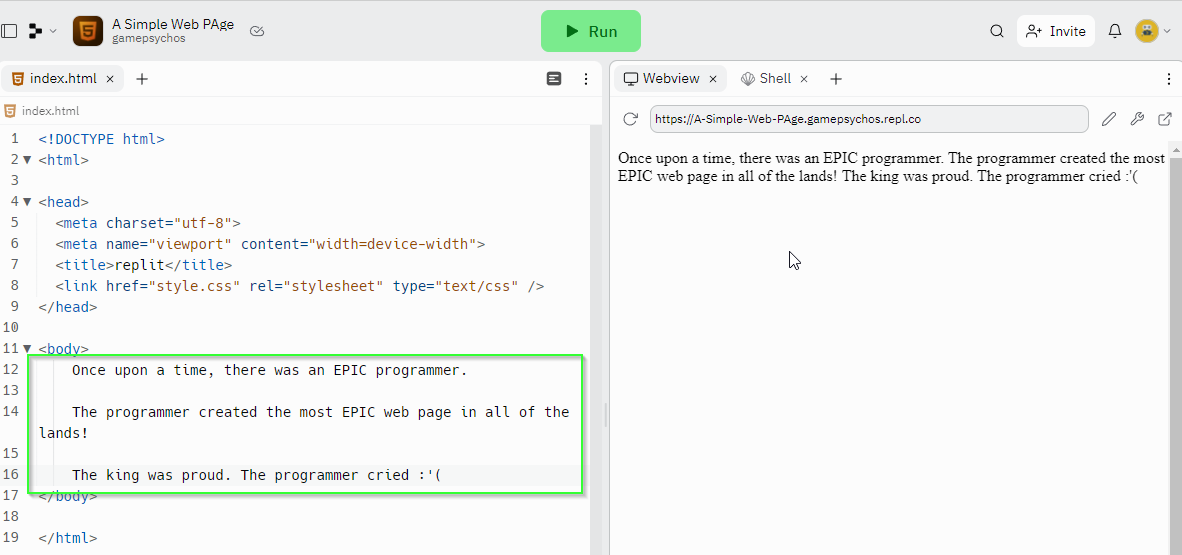 A Simple Web PAge
gamepsychos
Run
Invite
index.html
index.html
1 <!DOCTYPE html>
2 <html>
3
4 <head>
5 <meta charset="utf-8">
6 <meta name="viewport" content="width=device-width">
7 <title>replit</title>
8 <link href="style.css" rel="stylesheet" type="text/css" />
9 </head>
10
11 <body>
12 Once upon a time, there was an EPIC programmer.
13
14 The programmer created the most EPIC web page in all of the
lands!
15
16 The king was proud. The programmer cried :'(
17 </body>
18
19 </html>
Webview
Shell
https://A-Simple-Web-PAge.gamepsychos.repl.co
Once upon a time, there was an EPIC programmer. The programmer created the most
EPIC web page in all of the lands! The king was proud. The programmer cried :'(